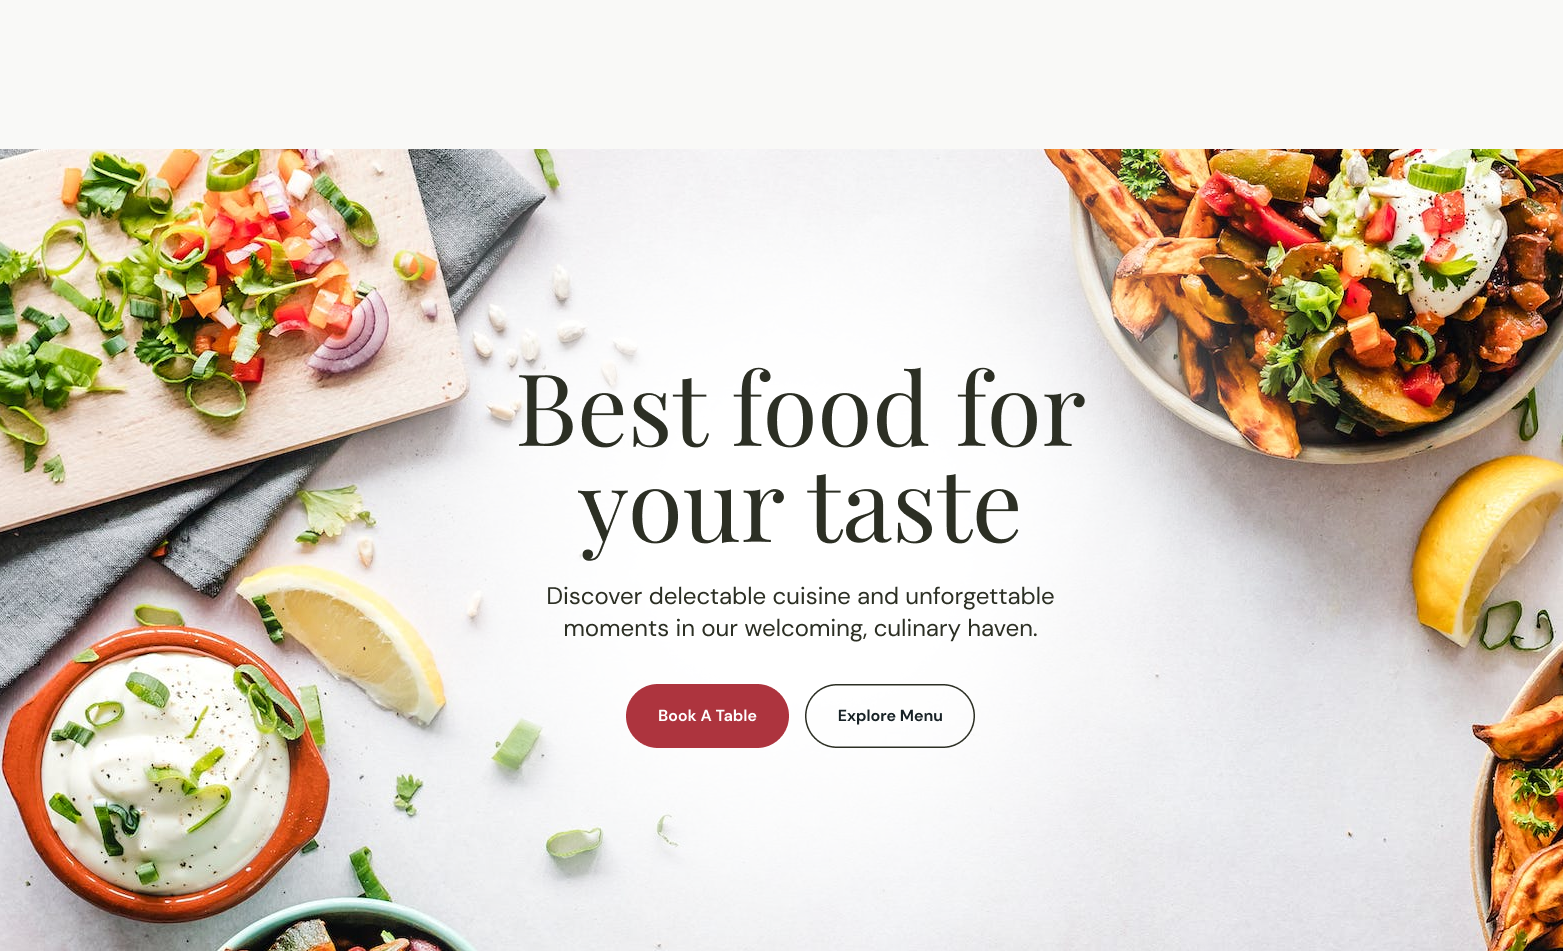 Best food for
your taste
Discover delectable cuisine and unforgettable
moments in our welcoming, culinary haven.
Book A Table
Explore Menu